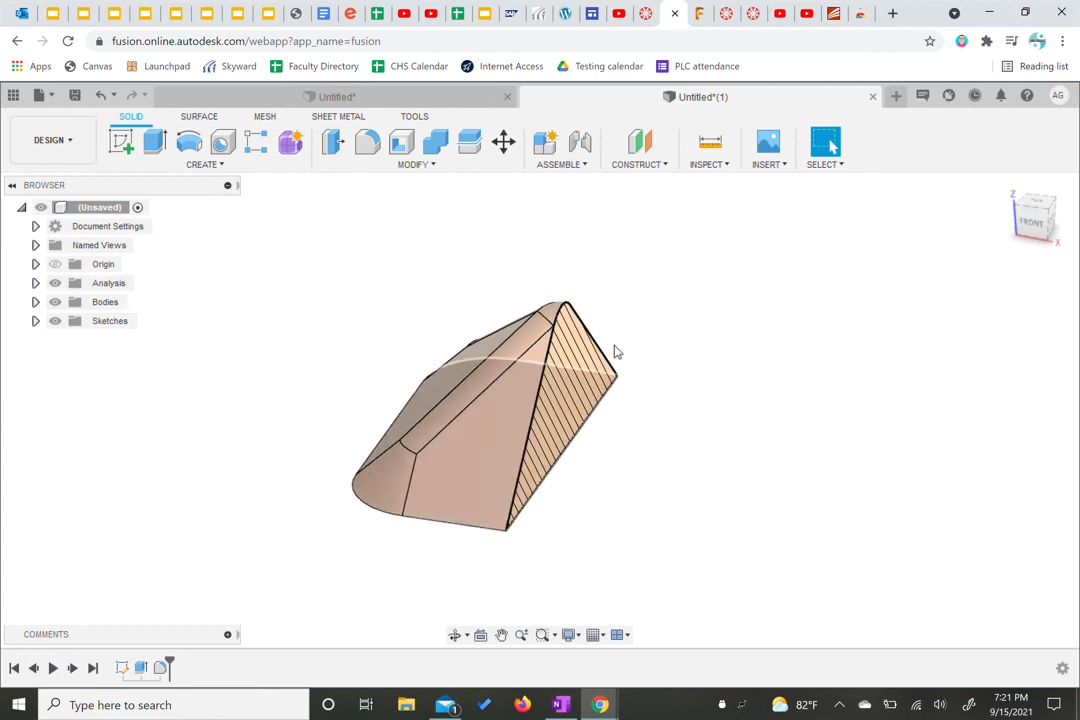 fusion.online.autodesk.com/webapp?app_name=fusion
Apps Canvas Launchpad Skyward Faculty Directory CHS Calendar Internet Access Testing calendar PLC attendance Reading list
Untitled* Untitled*(1) AG
SOLID SURFACE MESH SHEET METAL TOOLS
DESIGN
CREATE MODIFY ASSEMBLE CONSTRUCT INSPECT INSERT SELECT
BROWSER
(Unsaved)
Document Settings
Named Views
Origin
Analysis
Bodies
Sketches
Z
FRONT
X
COMMENTS
Type here to search
1
82°F
7:21 PM
9/15/2021